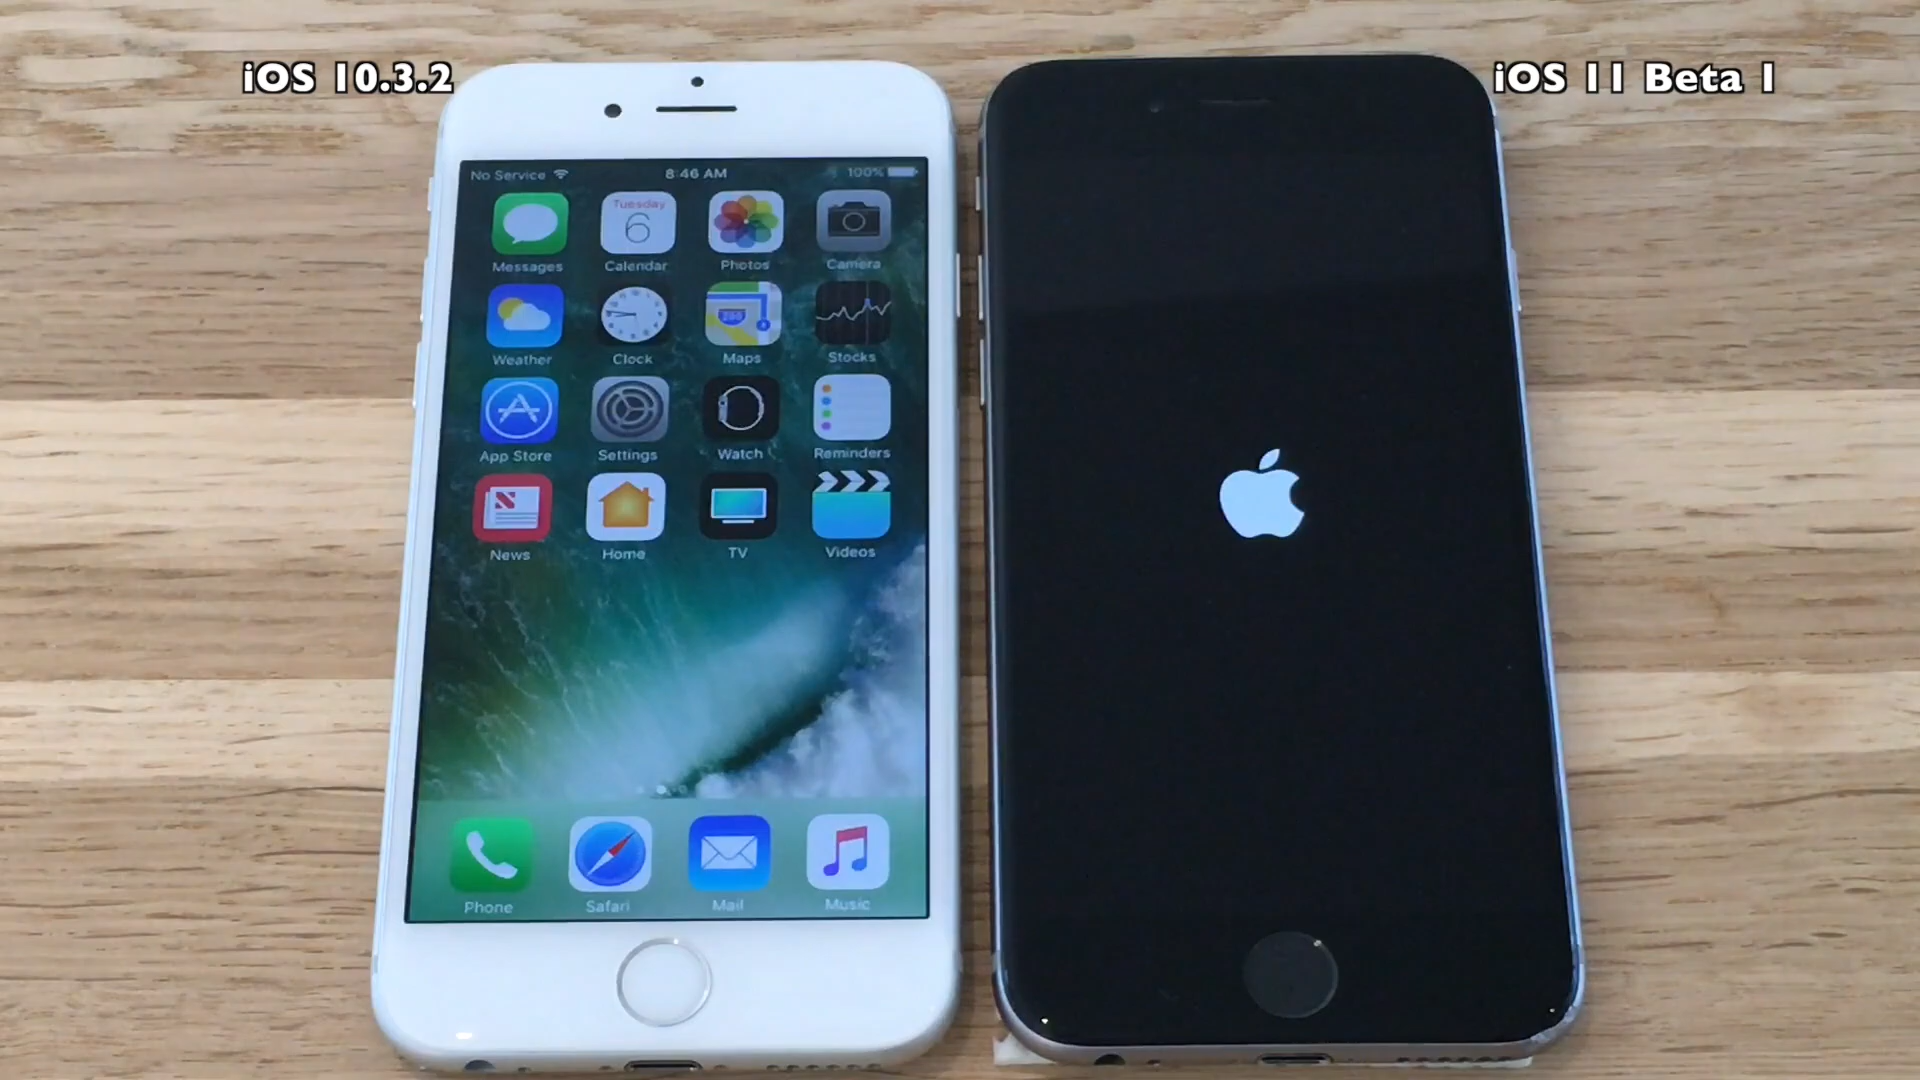 iOS 10.3.2
iOS 11 Beta 1
No Service
8:46 AM
100%
Tuesday
6
Messages
Calendar
Photos
Camera
280
Weather
Clock
Maps
Stocks
App Store
Settings
Watch
Reminders
News
Home
TV
Videos
Phone
Safari
Mail
Music